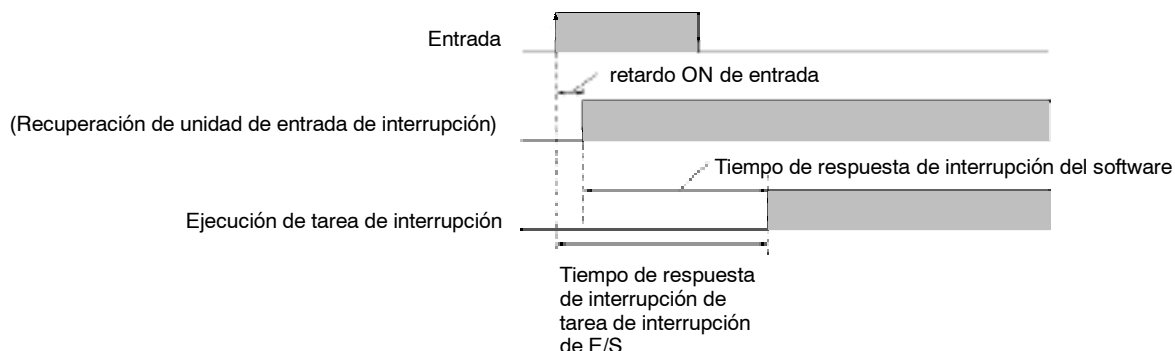 Entrada
retardo ON de entrada
(Recuperación de unidad de entrada de interrupción)
Tiempo de respuesta de interrupción del software
Ejecución de tarea de interrupción
Tiempo de respuesta
de interrupción de
tarea de interrupción
de E/S